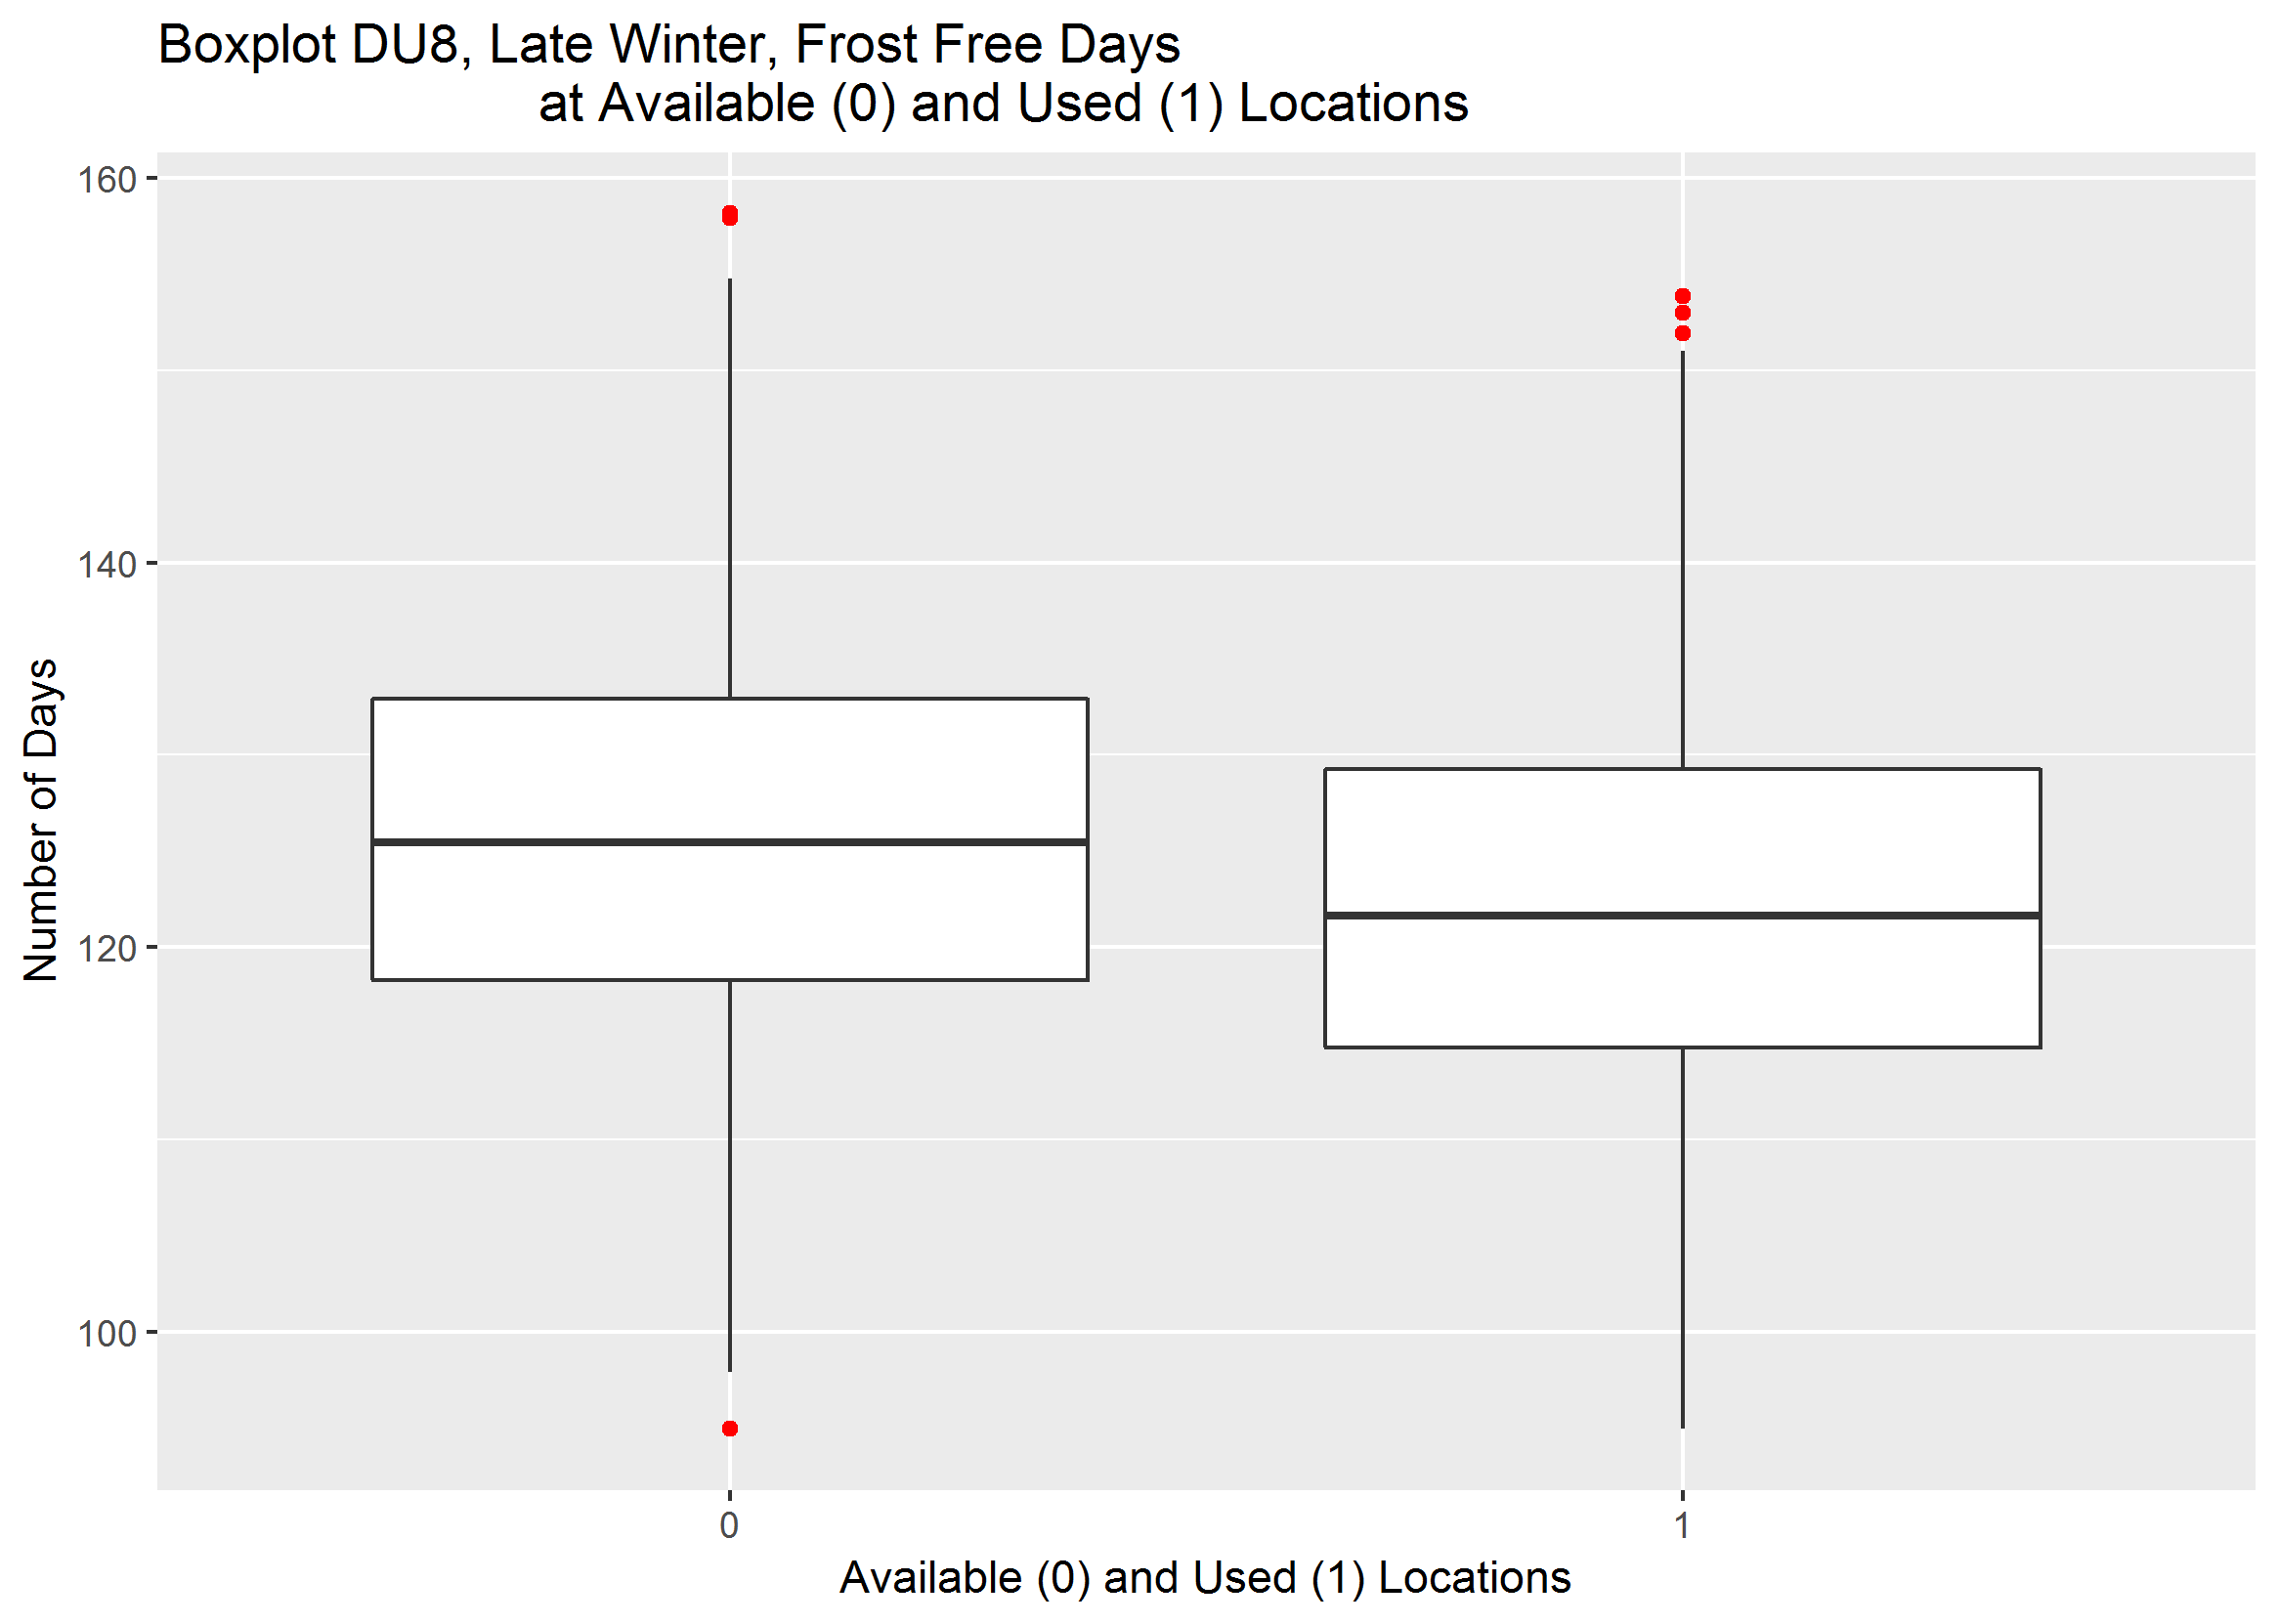 Boxplot DU8, Late Winter, Frost Free Days
at Available (0) and Used (1) Locations
160
140
120
100
Number of Days
0
1
Available (0) and Used (1) Locations